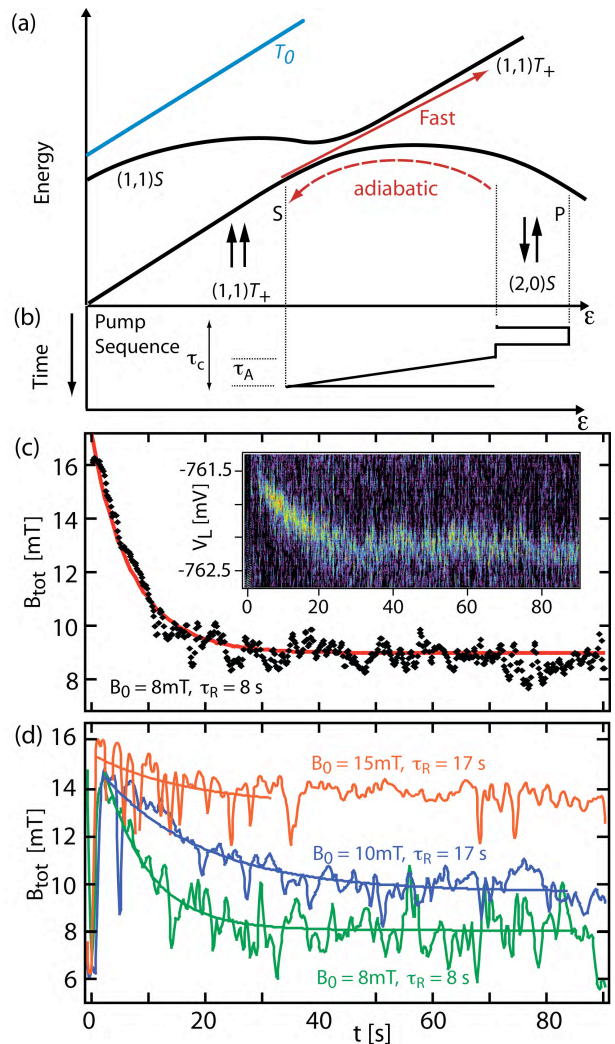 (a)
T0
(1,1)T+
Fast
(1,1)S
Energy
adiabatic
S
P
(1,1)T+
(2,0)S
ε
(b)
Pump
Sequence
τc
τA
Time
ε
(c)
16
14
12
10
8
Btot [mT]
-761.5
-762.5
VL [mV]
0 20 40 60 80
B0 = 8mT, τR = 8 s
(d)
16
14
12
10
8
6
Btot [mT]
B0 = 15mT, τR = 17 s
B0 = 10mT, τR = 17 s
B0 = 8mT, τR = 8 s
0 20 40 60 80
t [s]